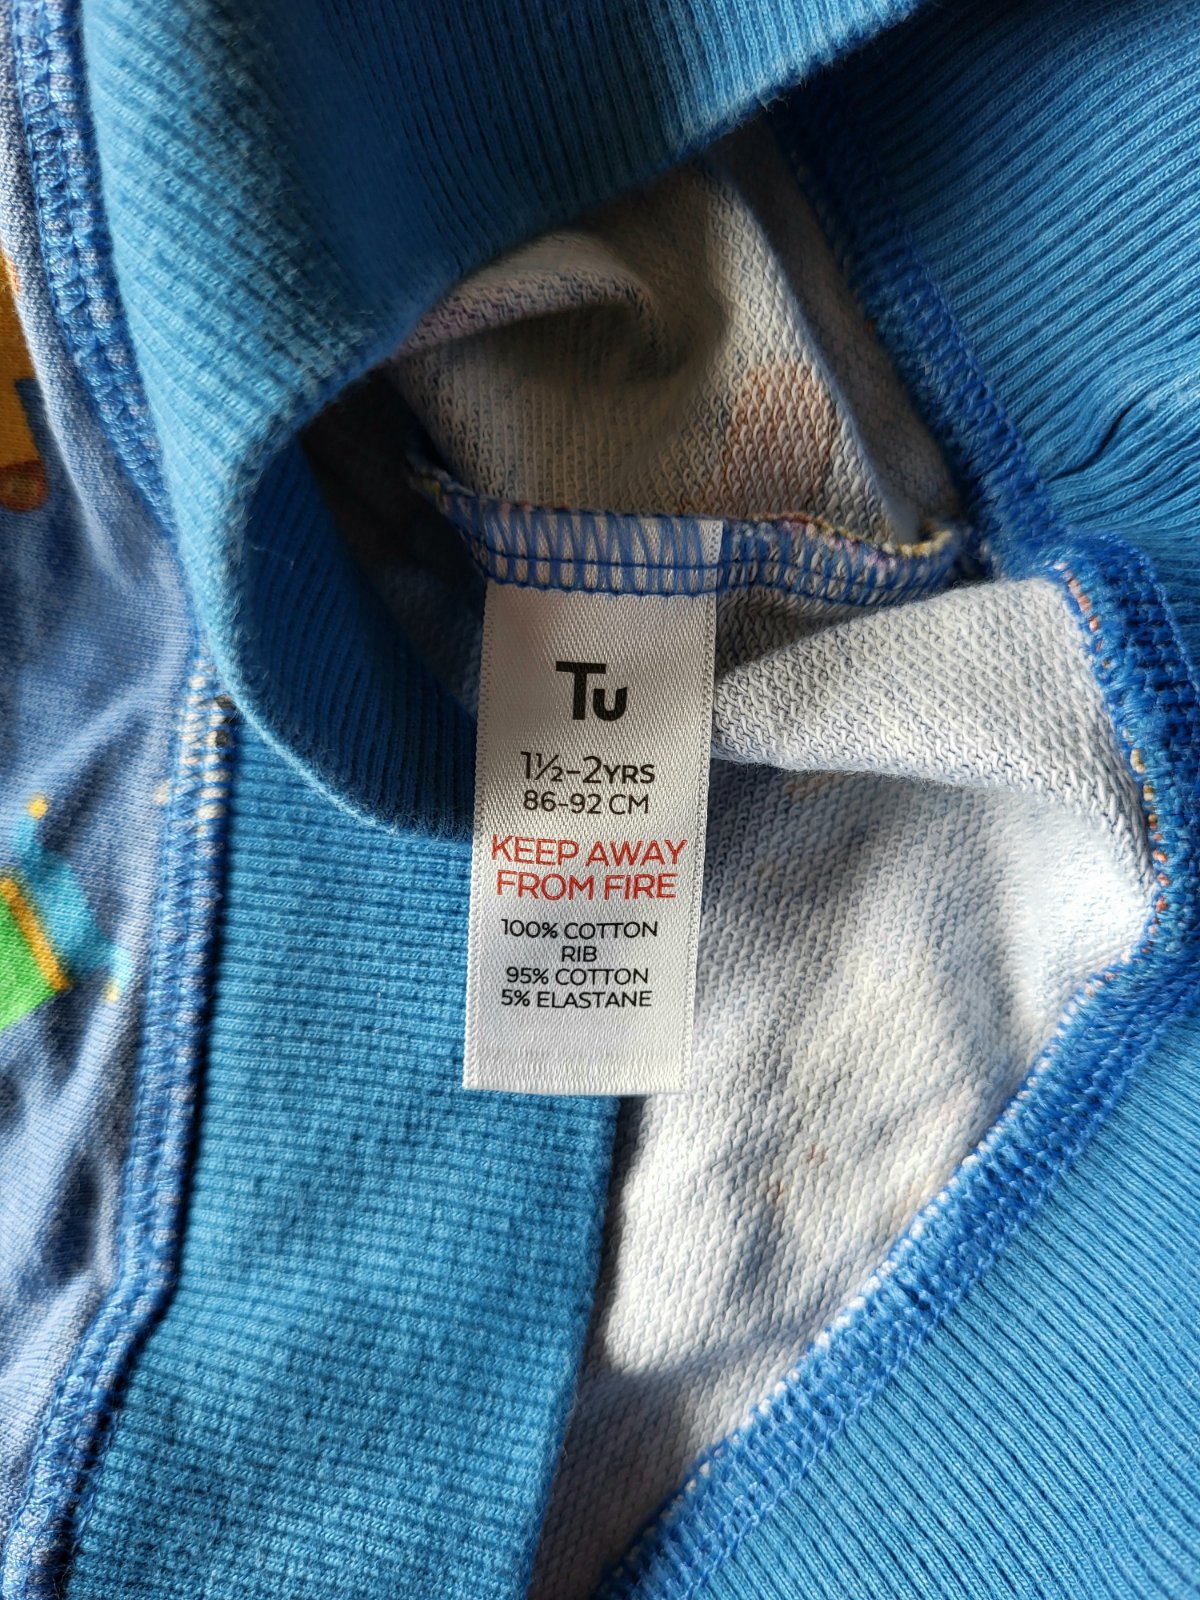 Tu
1½-2YRS
86-92 CM
KEEP AWAY
FROM FIRE
100% COTTON
RIB
95% COTTON
5% ELASTANE